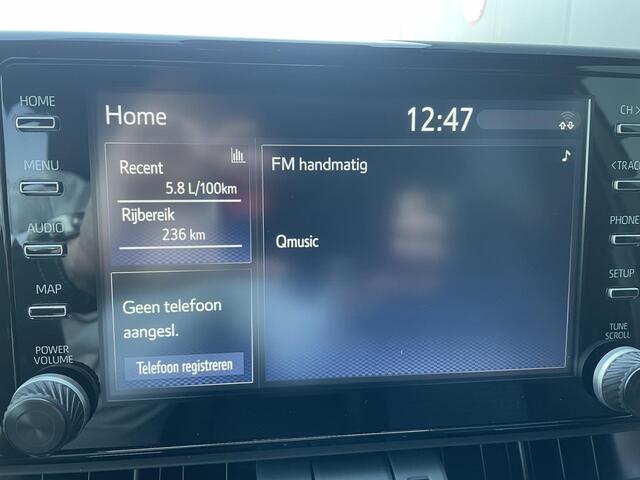 HOME
MENU
AUDIO
MAP
POWER
VOLUME
Home
12:47
Recent
5.8 L/100km
Rijbereik
236 km
Geen telefoon
aangesl.
Telefoon registreren
FM handmatig
Qmusic
CH >
< TRACK
PHONE
SETUP
TUNE
SCROLL